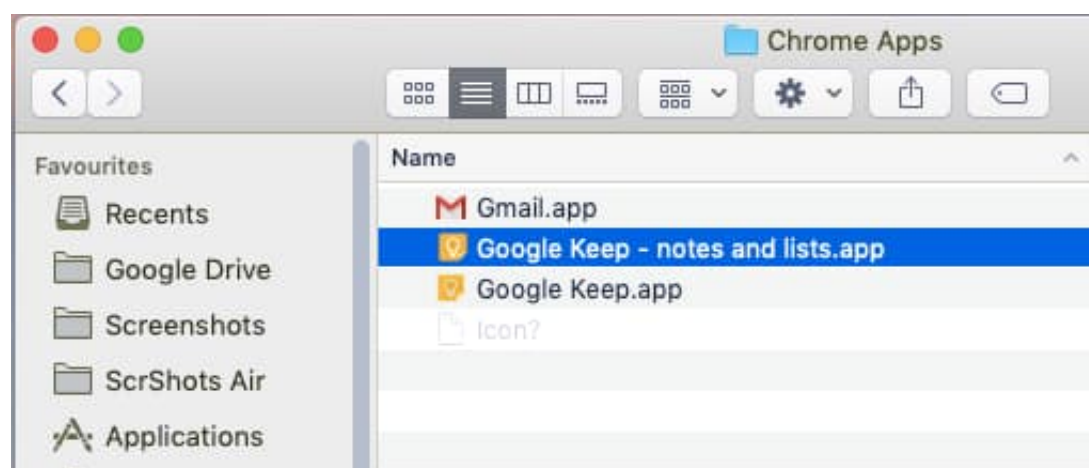 Chrome Apps
Favourites
Recents
Google Drive
Screenshots
ScrShots Air
Applications
Name
Gmail.app
Google Keep - notes and lists.app
Google Keep.app
Icon?